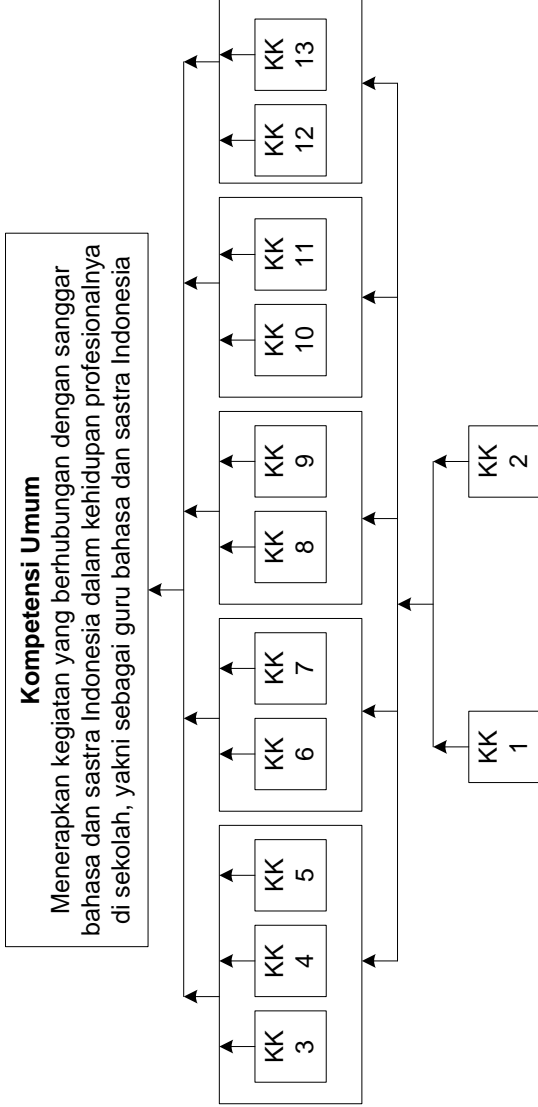 Kompetensi Umum
Menerapkan kegiatan yang berhubungan dengan sanggar
bahasa dan sastra Indonesia dalam kehidupan profesionalnya
di sekolah, yakni sebagai guru bahasa dan sastra Indonesia
KK
3
KK
4
KK
5
KK
6
KK
7
KK
8
KK
9
KK
10
KK
11
KK
12
KK
13
KK
1
KK
2